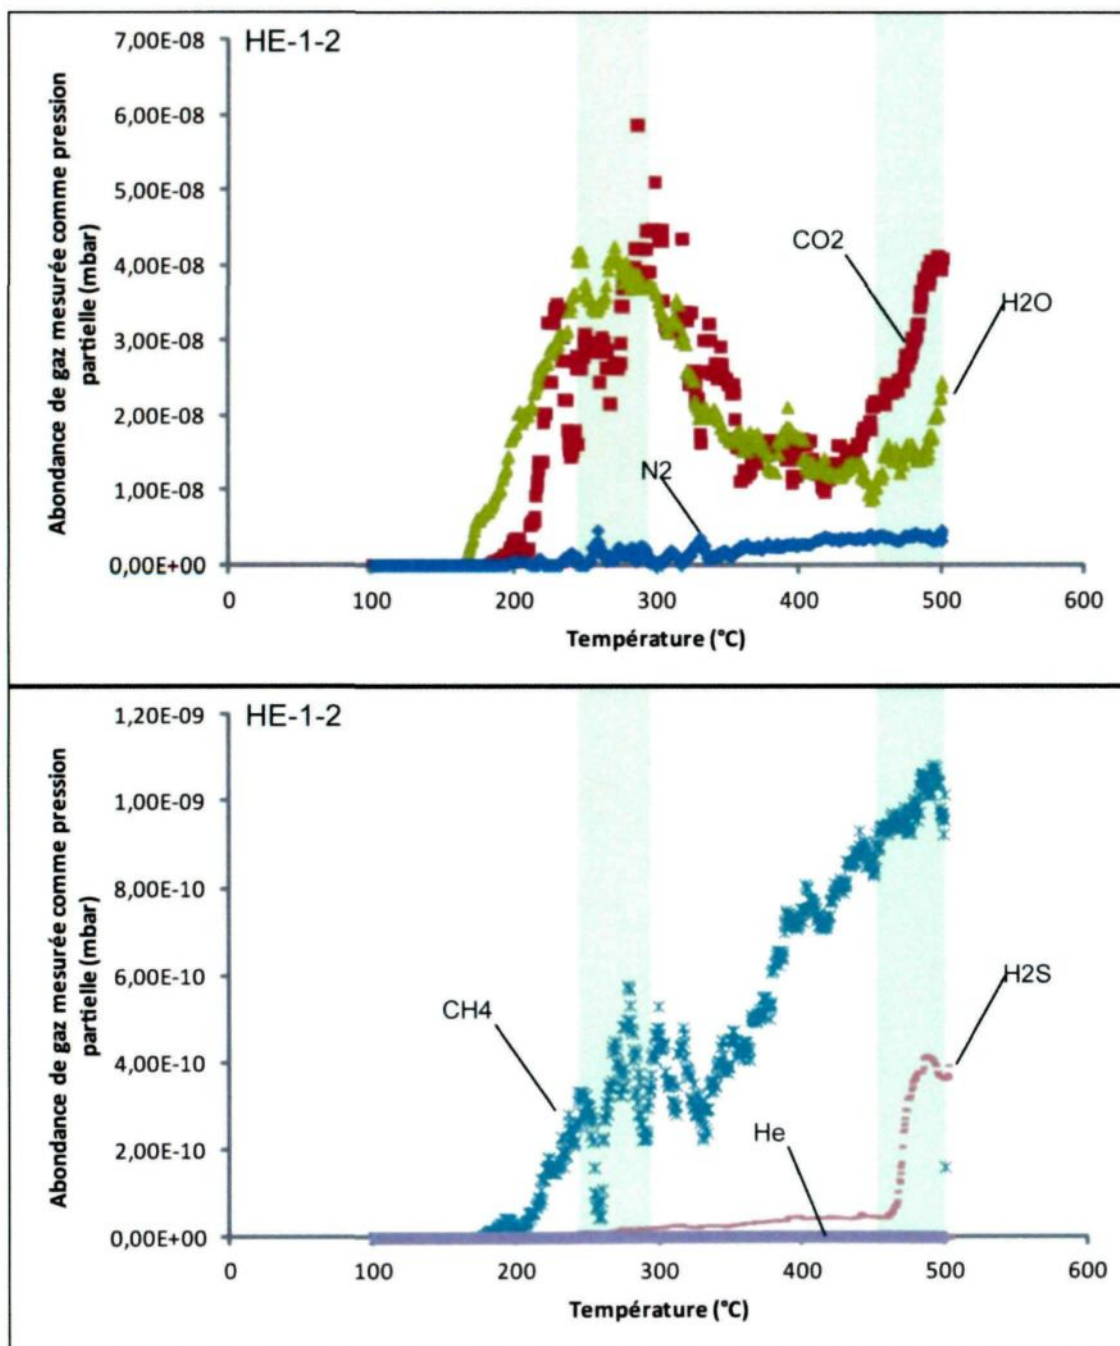 HE-1-2
Abondance de gaz mesurée comme pression
partielle (mbar)
7,00E-08
6,00E-08
5,00E-08
4,00E-08
3,00E-08
2,00E-08
1,00E-08
0,00E+00
CO2
H2O
N2
0 100 200 300 400 500 600
Température (°C)
HE-1-2
Abondance de gaz mesurée comme pression
partielle (mbar)
1,20E-09
1,00E-09
8,00E-10
6,00E-10
4,00E-10
2,00E-10
0,00E+00
H2S
CH4
He
0 100 200 300 400 500 600
Température (°C)